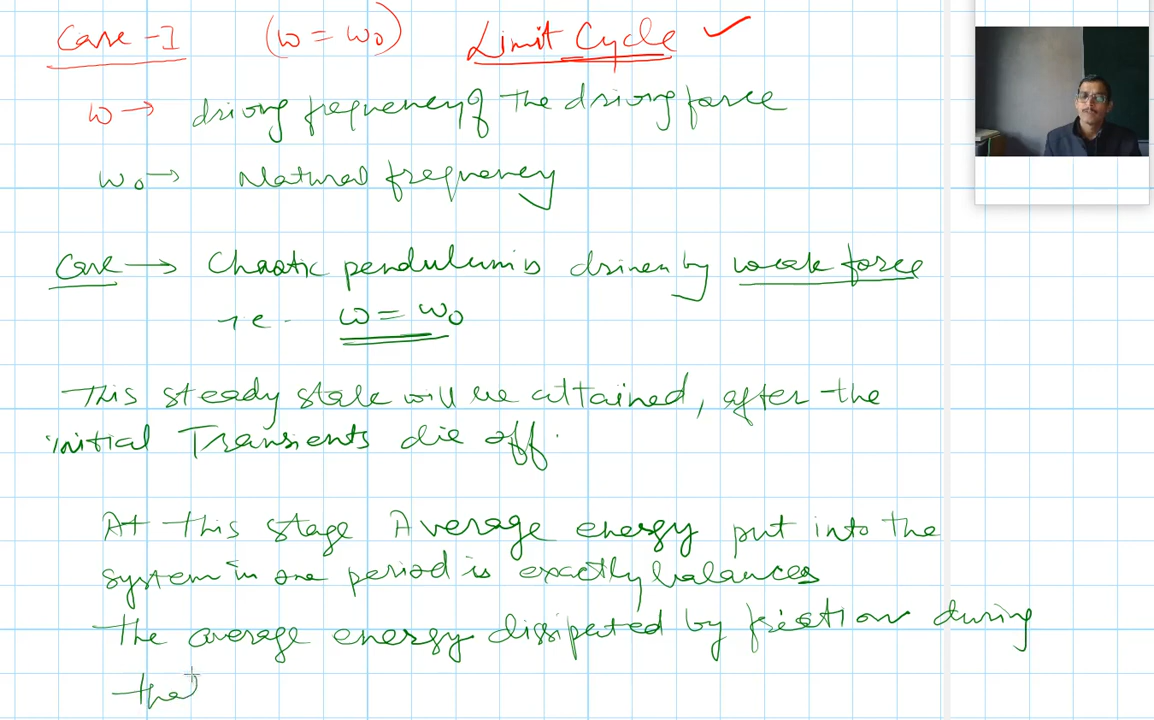 Case-I (ω = ω₀) Limit Cycle ✓
ω → driving frequency of the driving force
ω₀ → Natural frequency
Case → Chaotic pendulum is driven by weak force
i.e. ω = ω₀
This steady state will be attained, after the
initial Transients die off.
At this stage Average energy put into the
system in one period is exactly balances
the average energy dissipated by friction during
that